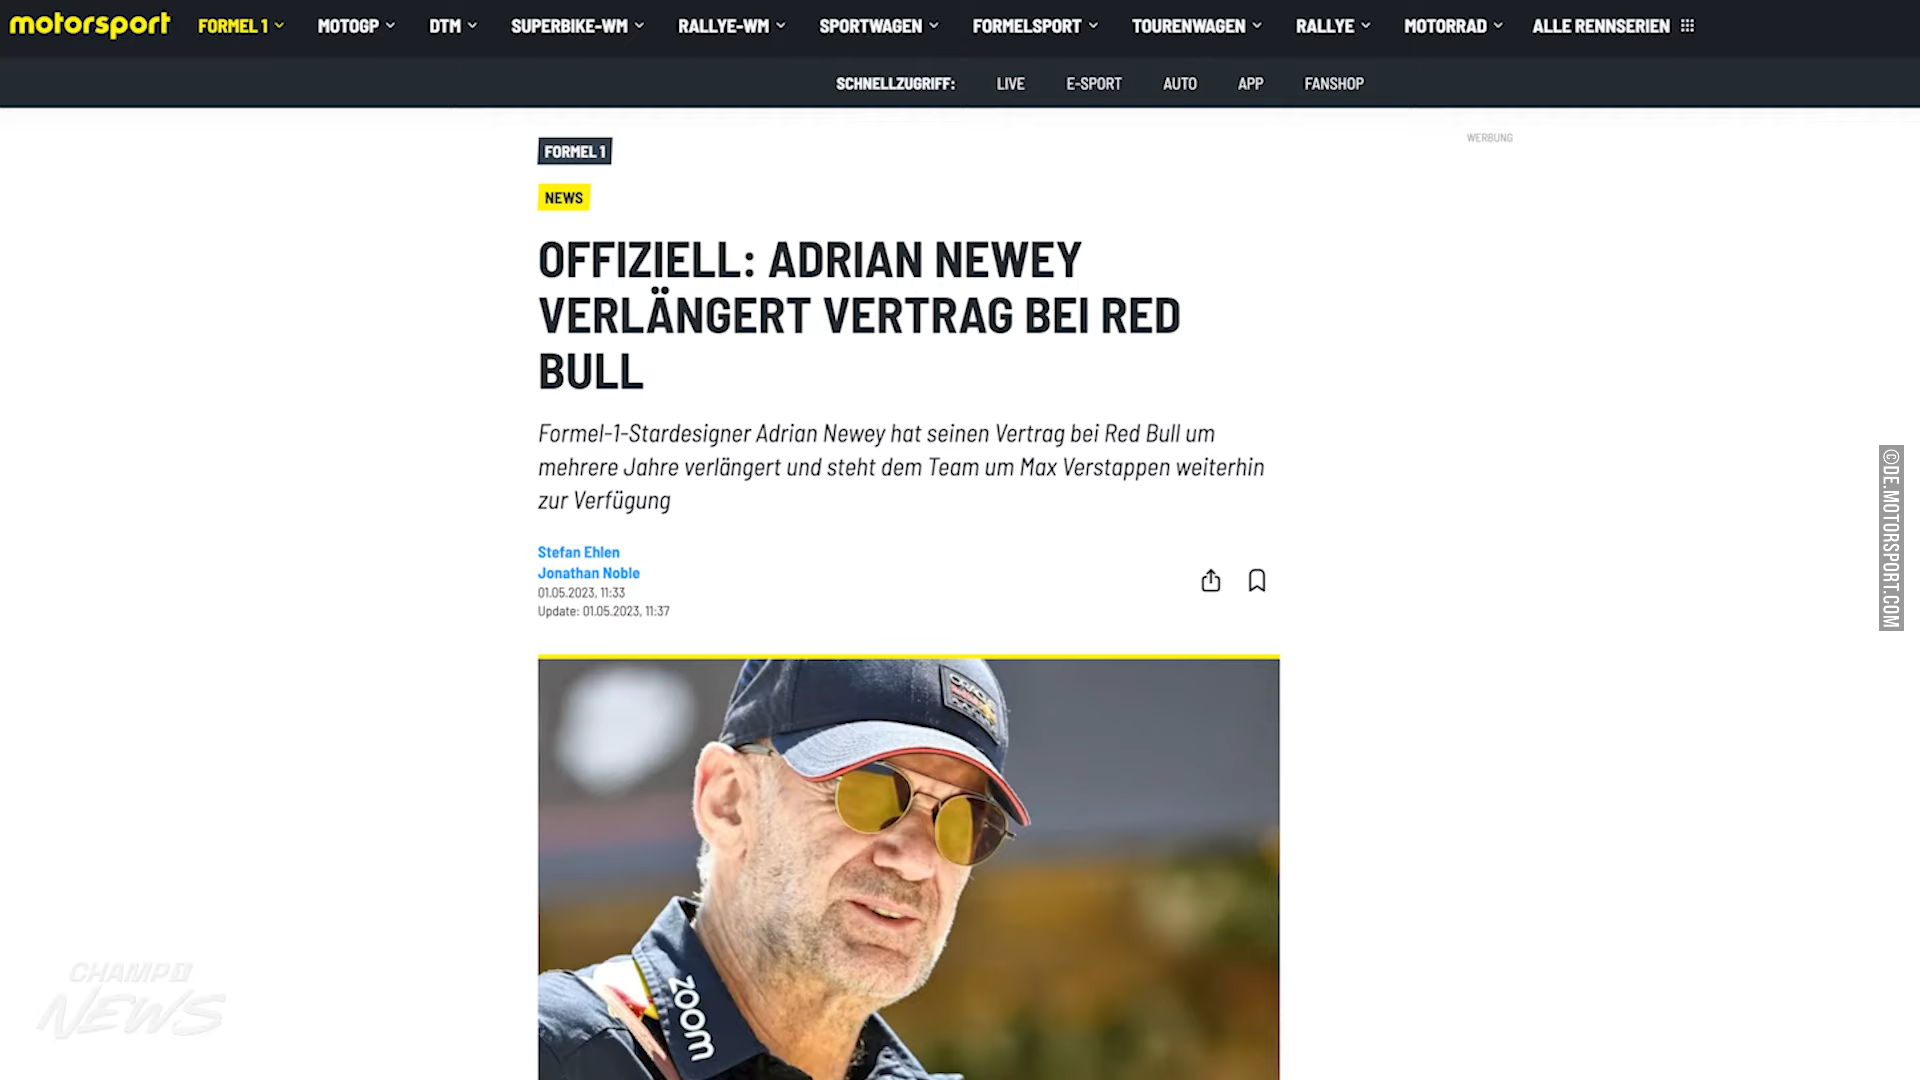 motorsport FORMEL 1 MOTOGP DTM SUPERBIKE-WM RALLYE-WM SPORTWAGEN FORMELSPORT TOURENWAGEN RALLYE MOTORRAD ALLE RENNSERIEN
SCHNELLZUGRIFF: LIVE E-SPORT AUTO APP FANSHOP
WERBUNG
FORMEL 1
NEWS
OFFIZIELL: ADRIAN NEWEY
VERLÄNGERT VERTRAG BEI RED
BULL
Formel-1-Stardesigner Adrian Newey hat seinen Vertrag bei Red Bull um
mehrere Jahre verlängert und steht dem Team um Max Verstappen weiterhin
zur Verfügung
Stefan Ehlen
Jonathan Noble
01.05.2023, 11:33
Update: 01.05.2023, 11:37
©DE.MOTORSPORT.COM
ORACLE
zoom
CHAMP1
NEWS